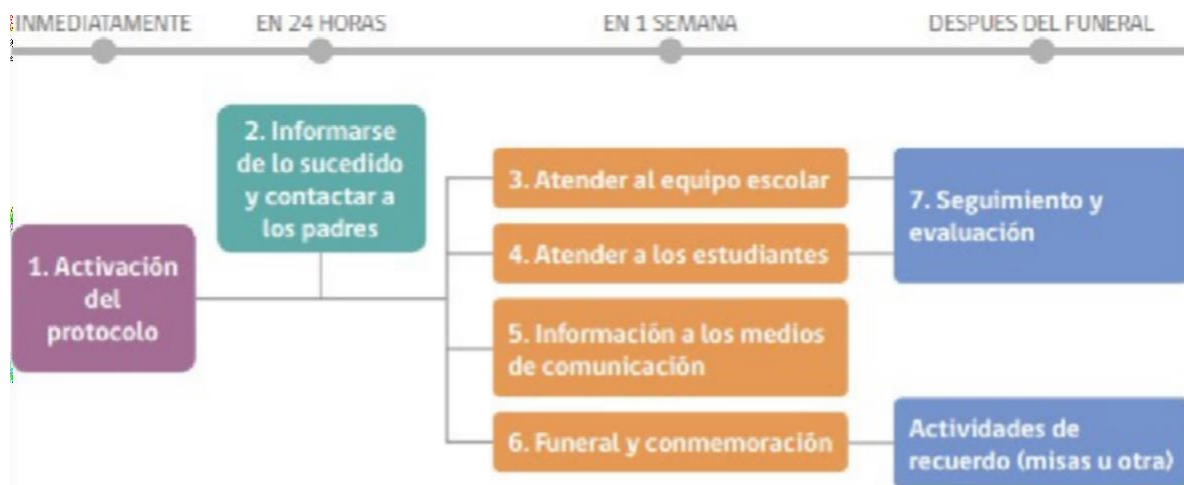 INMEDIATAMENTE
EN 24 HORAS
EN 1 SEMANA
DESPUES DEL FUNERAL
1. Activación
del
protocolo
2. Informarse
de lo sucedido
y contactar a
los padres
3. Atender al equipo escolar
4. Atender a los estudiantes
5. Información a los medios
de comunicación
6. Funeral y conmemoración
7. Seguimiento y
evaluación
Actividades de
recuerdo (misas u otra)